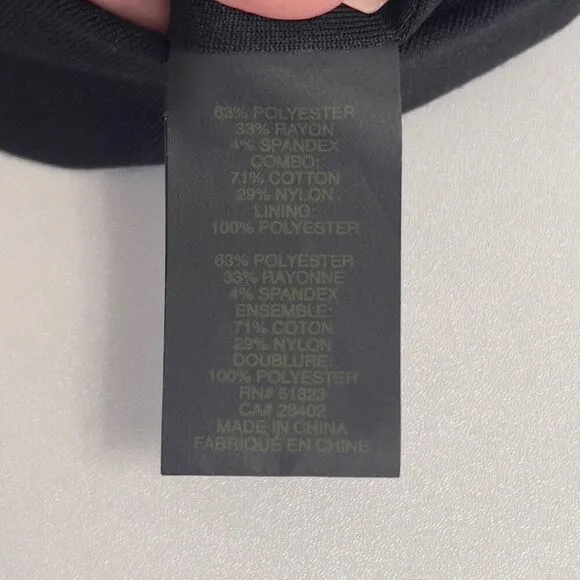 63% POLYESTER
33% RAYON
4% SPANDEX
COMBO:
71% COTTON
29% NYLON
LINING:
100% POLYESTER
63% POLYESTER
33% RAYONNE
4% SPANDEX
ENSEMBLE:
71% COTON
29% NYLON
DOUBLURE:
100% POLYESTER
RN# 51323
CA# 28402
MADE IN CHINA
FABRIQUÉ EN CHINE